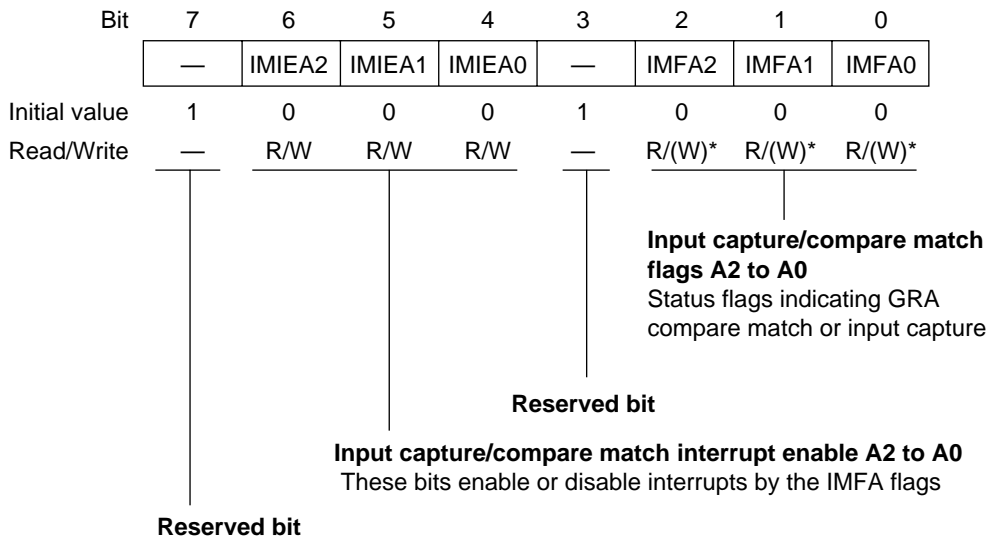 Bit 7 6 5 4 3 2 1 0
— IMIEA2 IMIEA1 IMIEA0 — IMFA2 IMFA1 IMFA0
Initial value 1 0 0 0 1 0 0 0
Read/Write — R/W R/W R/W — R/(W)* R/(W)* R/(W)*
Input capture/compare match
flags A2 to A0
Status flags indicating GRA
compare match or input capture
Reserved bit
Input capture/compare match interrupt enable A2 to A0
These bits enable or disable interrupts by the IMFA flags
Reserved bit